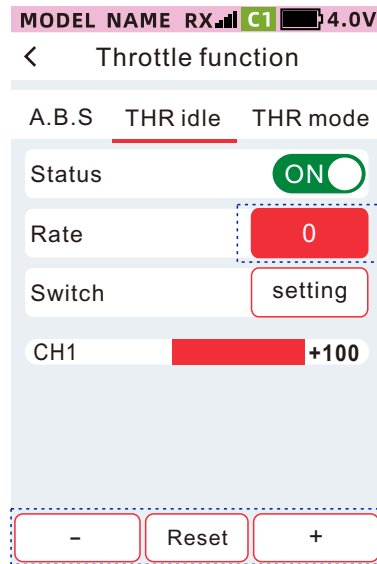 MODEL NAME RX C1 4.0V
< Throttle function
A.B.S THR idle THR mode
Status ON
Rate 0
Switch setting
CH1 +100
- Reset +